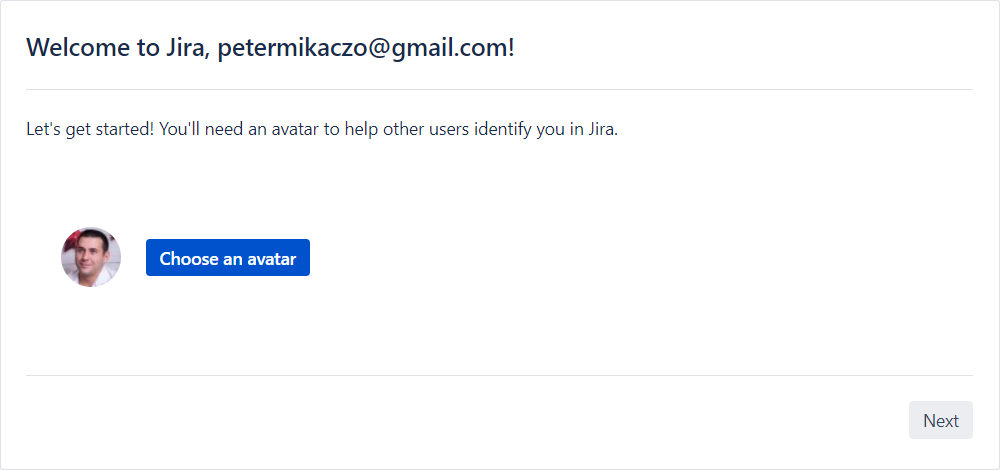 Welcome to Jira, petermikaczo@gmail.com!
Let's get started! You'll need an avatar to help other users identify you in Jira.
Choose an avatar
Next